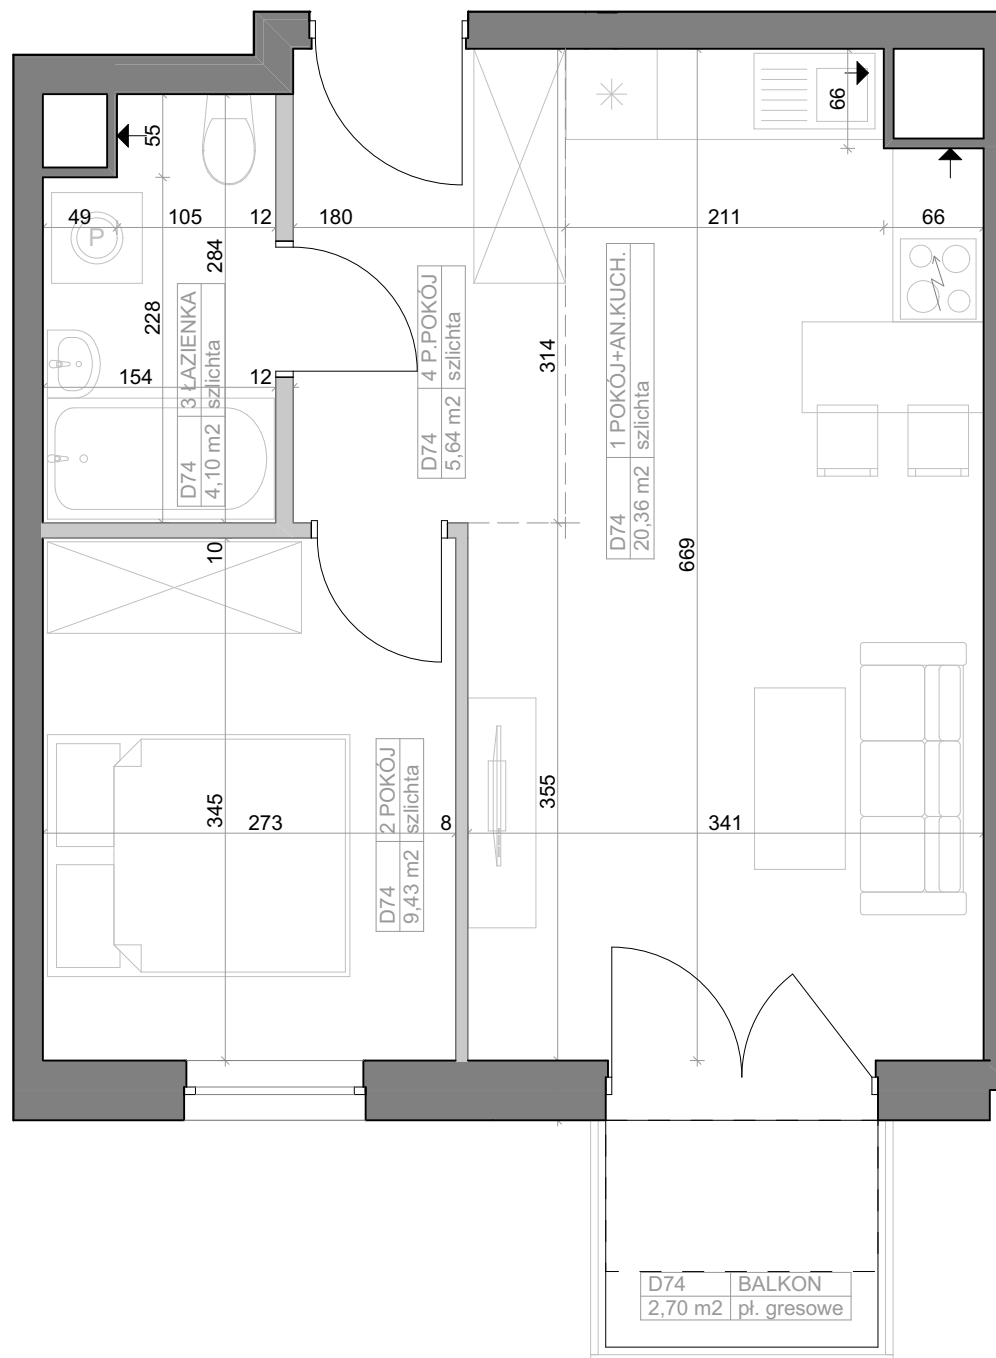 55
66
49
105
12
180
211
66
P
284
228
D74 3 ŁAZIENKA
4,10 m2 szlichta
D74 4 P.POKÓJ
5,64 m2 szlichta
D74 1 POKÓJ+AN.KUCH.
20,36 m2 szlichta
314
154
12
10
669
345
273
D74 2 POKÓJ
9,43 m2 szlichta
8
355
341
D74 BALKON
2,70 m2 pł. gresowe